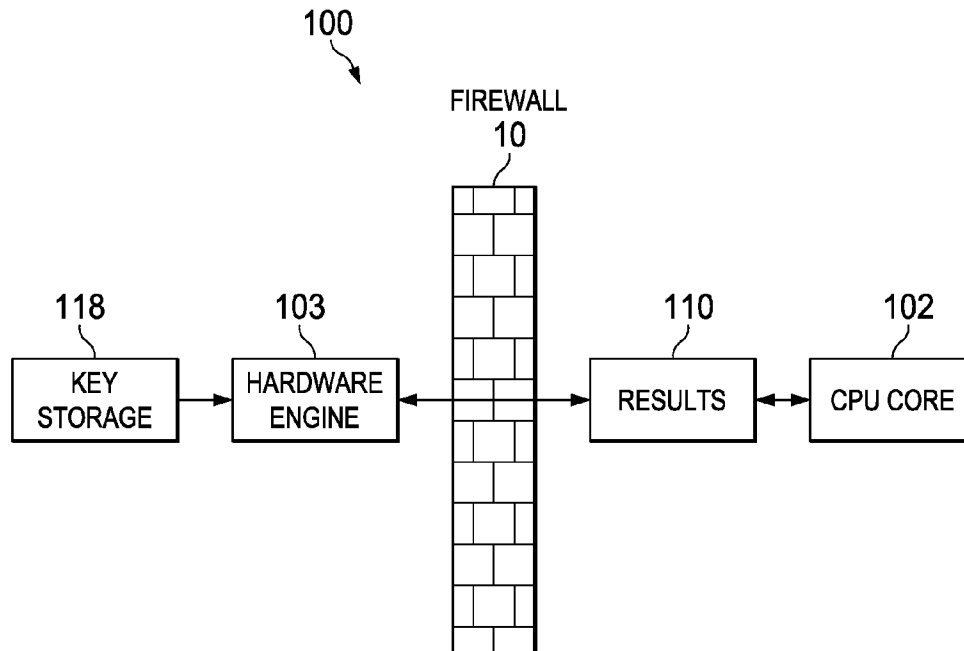 100
FIREWALL
10
118
103
110
102
KEY
STORAGE
HARDWARE
ENGINE
RESULTS
CPU CORE